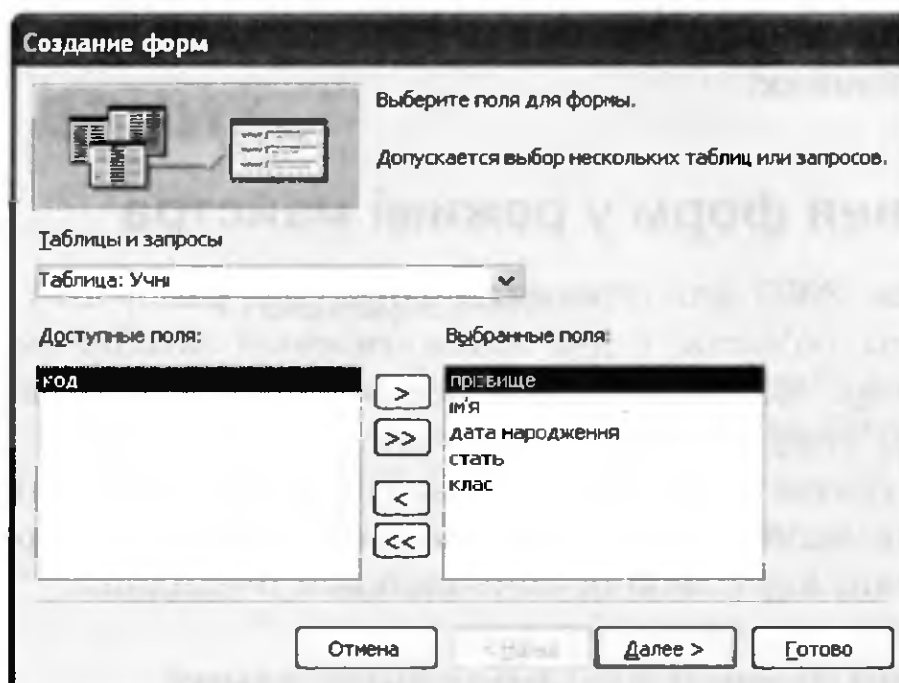 Создание форм
Выберите поля для формы.
Допускается выбор нескольких таблиц или запросов.
Таблицы и запросы
Таблица: Учні
Доступные поля:
Выбранные поля:
код
>
>>
<
<<
прізвище
ім'я
дата народження
стать
клас
Отмена
< Назад
Далее >
Готово